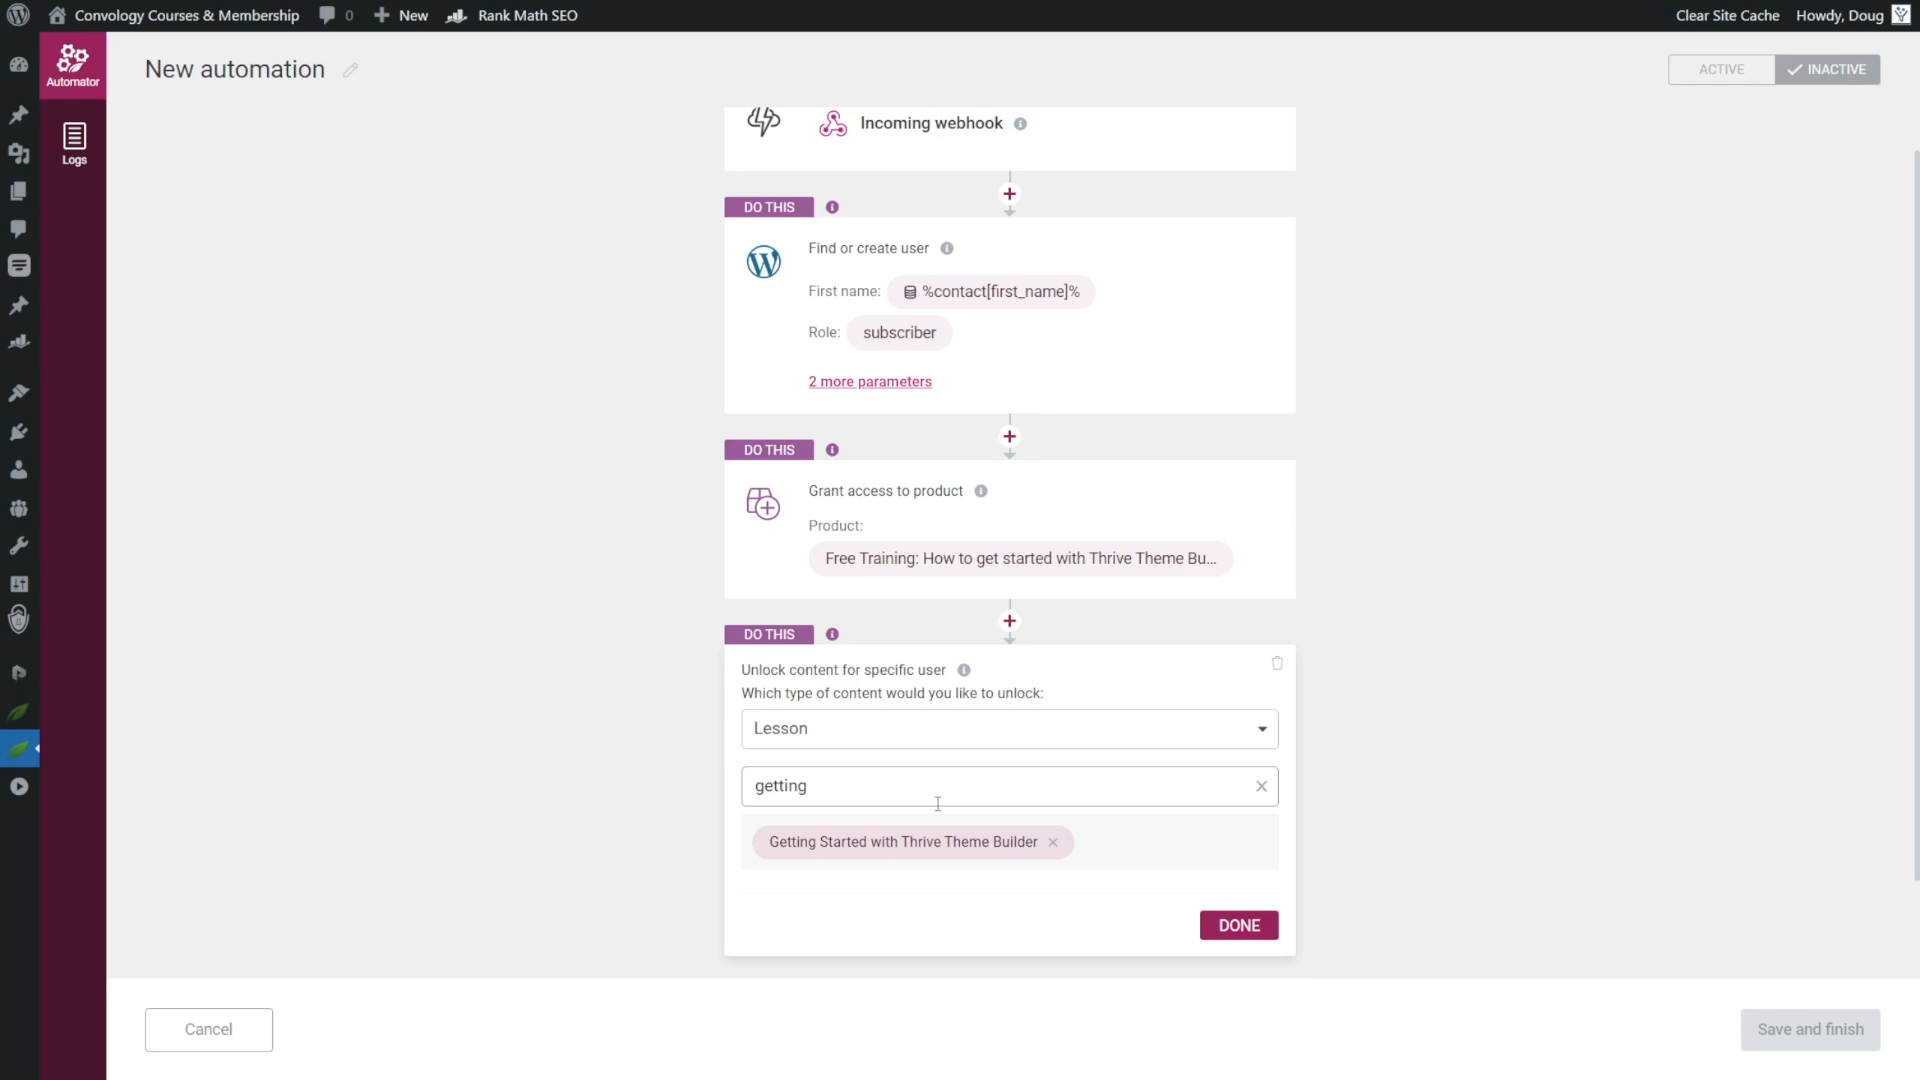 Convology Courses & Membership 0 New Rank Math SEO Clear Site Cache Howdy, Doug
Automator
Logs
New automation
ACTIVE INACTIVE
Incoming webhook
DO THIS
Find or create user
First name: %contact[first_name]%
Role: subscriber
2 more parameters
DO THIS
Grant access to product
Product:
Free Training: How to get started with Thrive Theme Bu...
DO THIS
Unlock content for specific user
Which type of content would you like to unlock:
Lesson
getting
Getting Started with Thrive Theme Builder
DONE
Cancel
Save and finish